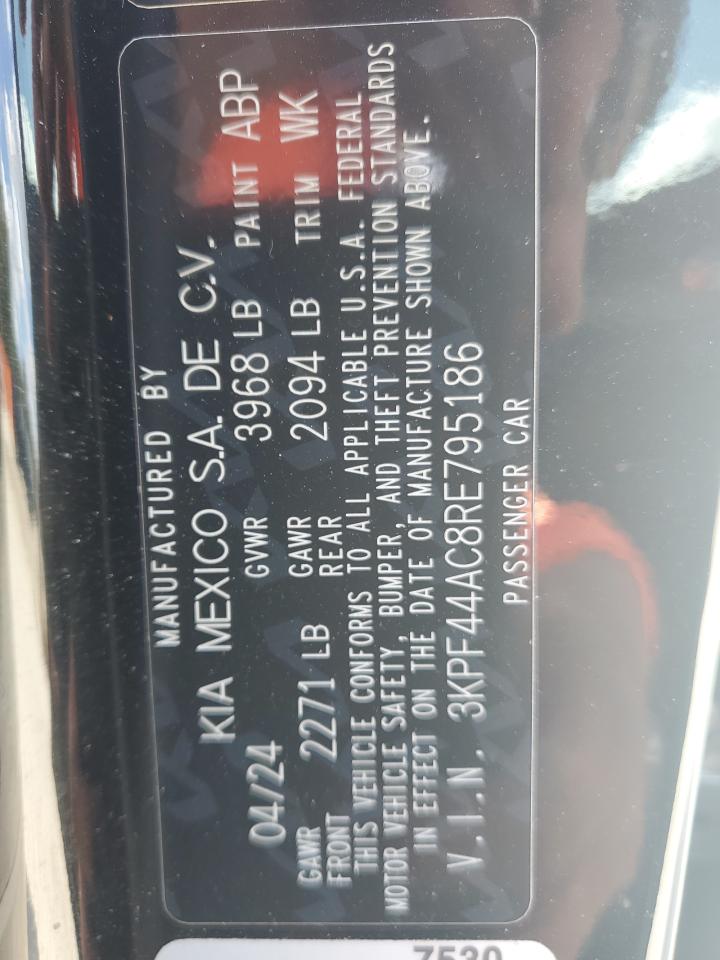 MANUFACTURED BY
KIA MEXICO S.A. DE C.V.
04/24 GVWR 3968 LB PAINT ABP
GAWR FRONT 2271 LB GAWR REAR 2094 LB TRIM WK
THIS VEHICLE CONFORMS TO ALL APPLICABLE U.S.A. FEDERAL
MOTOR VEHICLE SAFETY, BUMPER, AND THEFT PREVENTION STANDARDS
IN EFFECT ON THE DATE OF MANUFACTURE SHOWN ABOVE.
V.I.N. 3KPF44AC8RE795186
PASSENGER CAR
7530